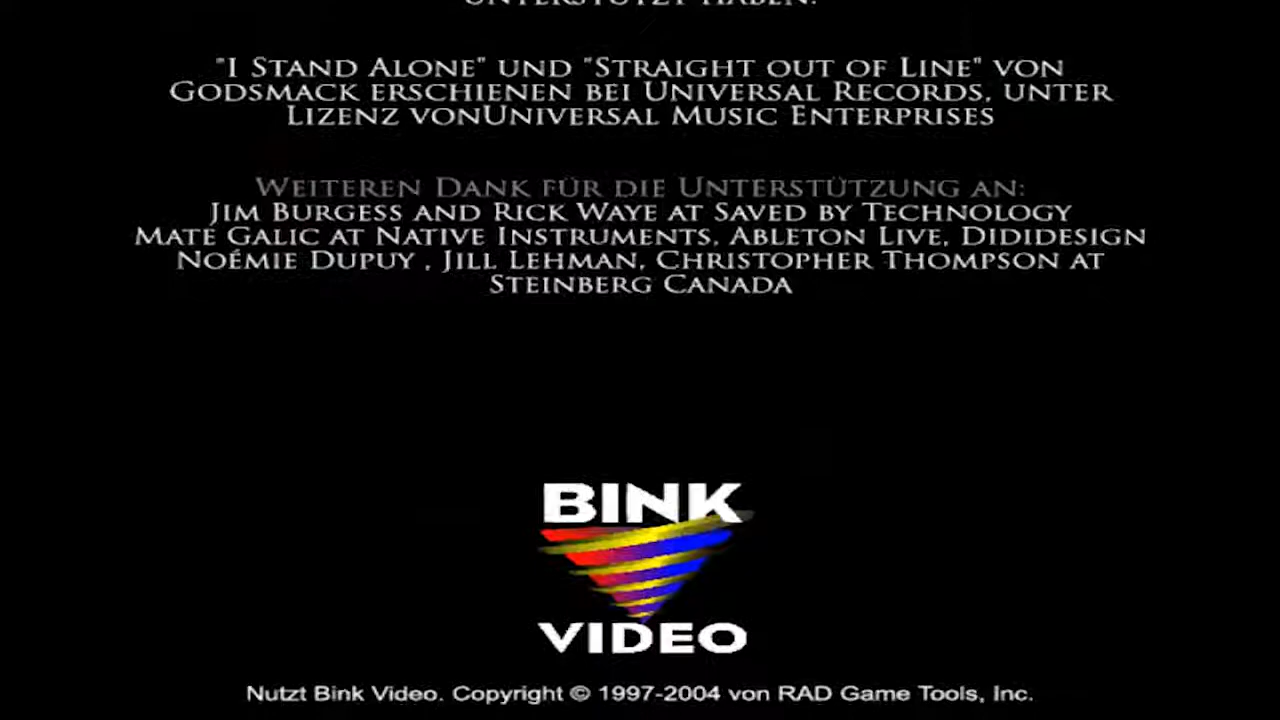 UNTERSTÜTZT HABEN.
"I STAND ALONE" UND "STRAIGHT OUT OF LINE" VON
GODSMACK ERSCHIENEN BEI UNIVERSAL RECORDS, UNTER
LIZENZ VONUNIVERSAL MUSIC ENTERPRISES
WEITEREN DANK FÜR DIE UNTERSTÜTZUNG AN:
JIM BURGESS AND RICK WAYE AT SAVED BY TECHNOLOGY
MATE GALIC AT NATIVE INSTRUMENTS, ABLETON LIVE, DIDIDESIGN
NOÉMIE DUPUY , JILL LEHMAN, CHRISTOPHER THOMPSON AT
STEINBERG CANADA
BINK
VIDEO
Nutzt Bink Video. Copyright © 1997-2004 von RAD Game Tools, Inc.